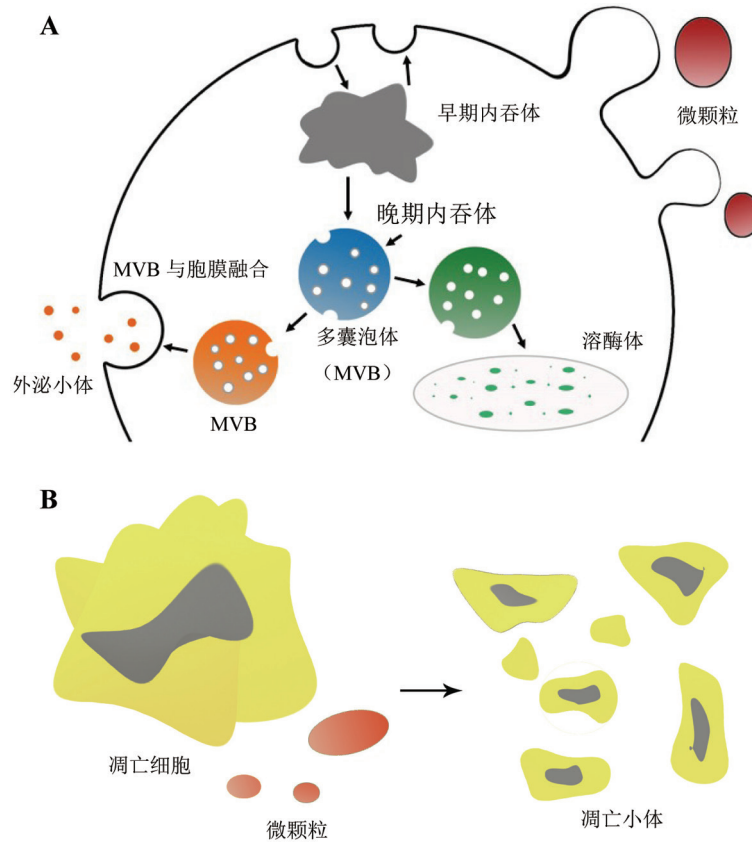 A
早期内吞体
微颗粒
晚期内吞体
MVB 与胞膜融合
多囊泡体
(MVB)
溶酶体
外泌小体
MVB
B
凋亡细胞
微颗粒
凋亡小体